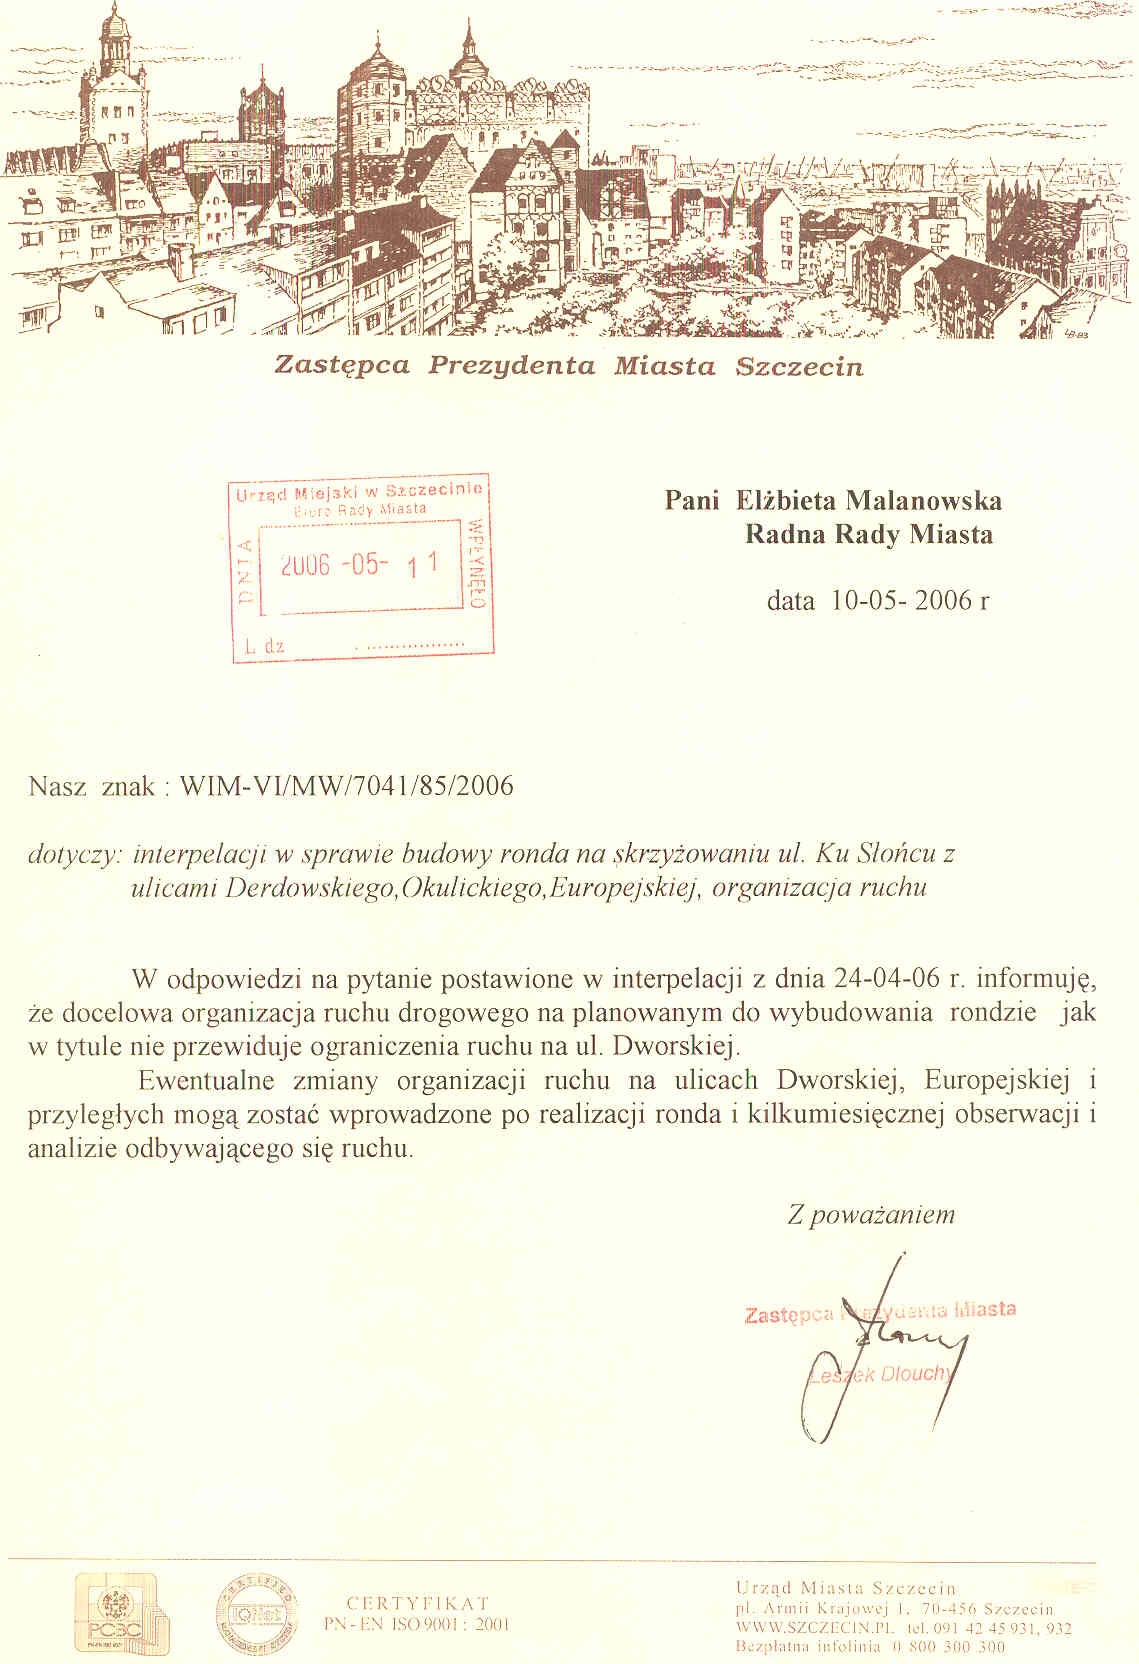 Zastępca Prezydenta Miasta Szczecin
Urząd Miejski w Szczecinie
Biuro Rady Miasta
DNIA
2006 -05- 11
WPŁYNĘŁO
L dz ..................
Pani Elżbieta Malanowska
Radna Rady Miasta
data 10-05- 2006 r
Nasz znak : WIM-VI/MW/7041/85/2006
dotyczy: interpelacji w sprawie budowy ronda na skrzyżowaniu ul. Ku Słońcu z
ulicami Derdowskiego,Okulickiego,Europejskiej, organizacja ruchu
W odpowiedzi na pytanie postawione w interpelacji z dnia 24-04-06 r. informuję,
że docelowa organizacja ruchu drogowego na planowanym do wybudowania rondzie jak
w tytule nie przewiduje ograniczenia ruchu na ul. Dworskiej.
Ewentualne zmiany organizacji ruchu na ulicach Dworskiej, Europejskiej i
przyległych mogą zostać wprowadzone po realizacji ronda i kilkumiesięcznej obserwacji i
analizie odbywającego się ruchu.
Z poważaniem
Zastępca Prezydenta Miasta
Leszek Dlouchy
PCBC
CERTIFIED
IQNet
CERTYFIKAT
PN-EN ISO 9001 : 2001
Urząd Miasta Szczecin
pl. Armii Krajowej 1, 70-456 Szczecin
WWW.SZCZECIN.PL tel. 091 42 45 931, 932
Bezpłatna infolinia 0 800 300 300